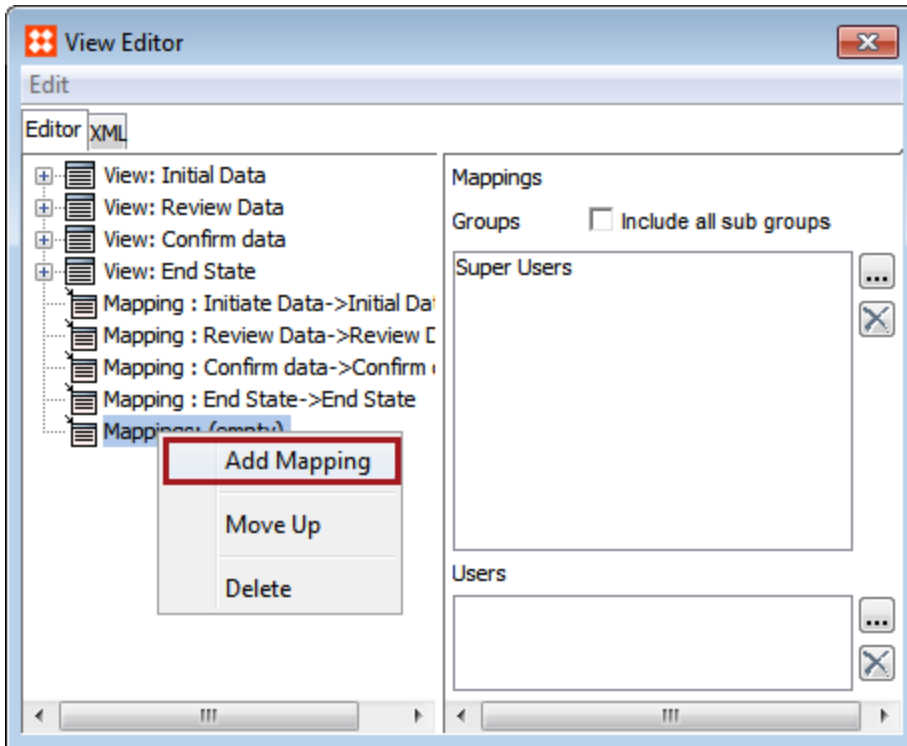 View Editor
Edit
Editor XML
View: Initial Data
View: Review Data
View: Confirm data
View: End State
Mapping : Initiate Data->Initial Dat
Mapping : Review Data->Review D
Mapping : Confirm data->Confirm
Mapping : End State->End State
Mappings: (empty)
Add Mapping
Move Up
Delete
Mappings
Groups Include all sub groups
Super Users
...
Users
...